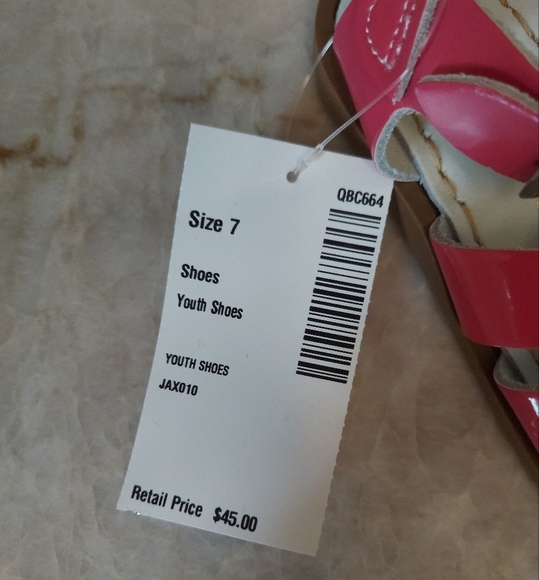 QBC664
Size 7
Shoes
Youth Shoes
YOUTH SHOES
JAX010
Retail Price $45.00